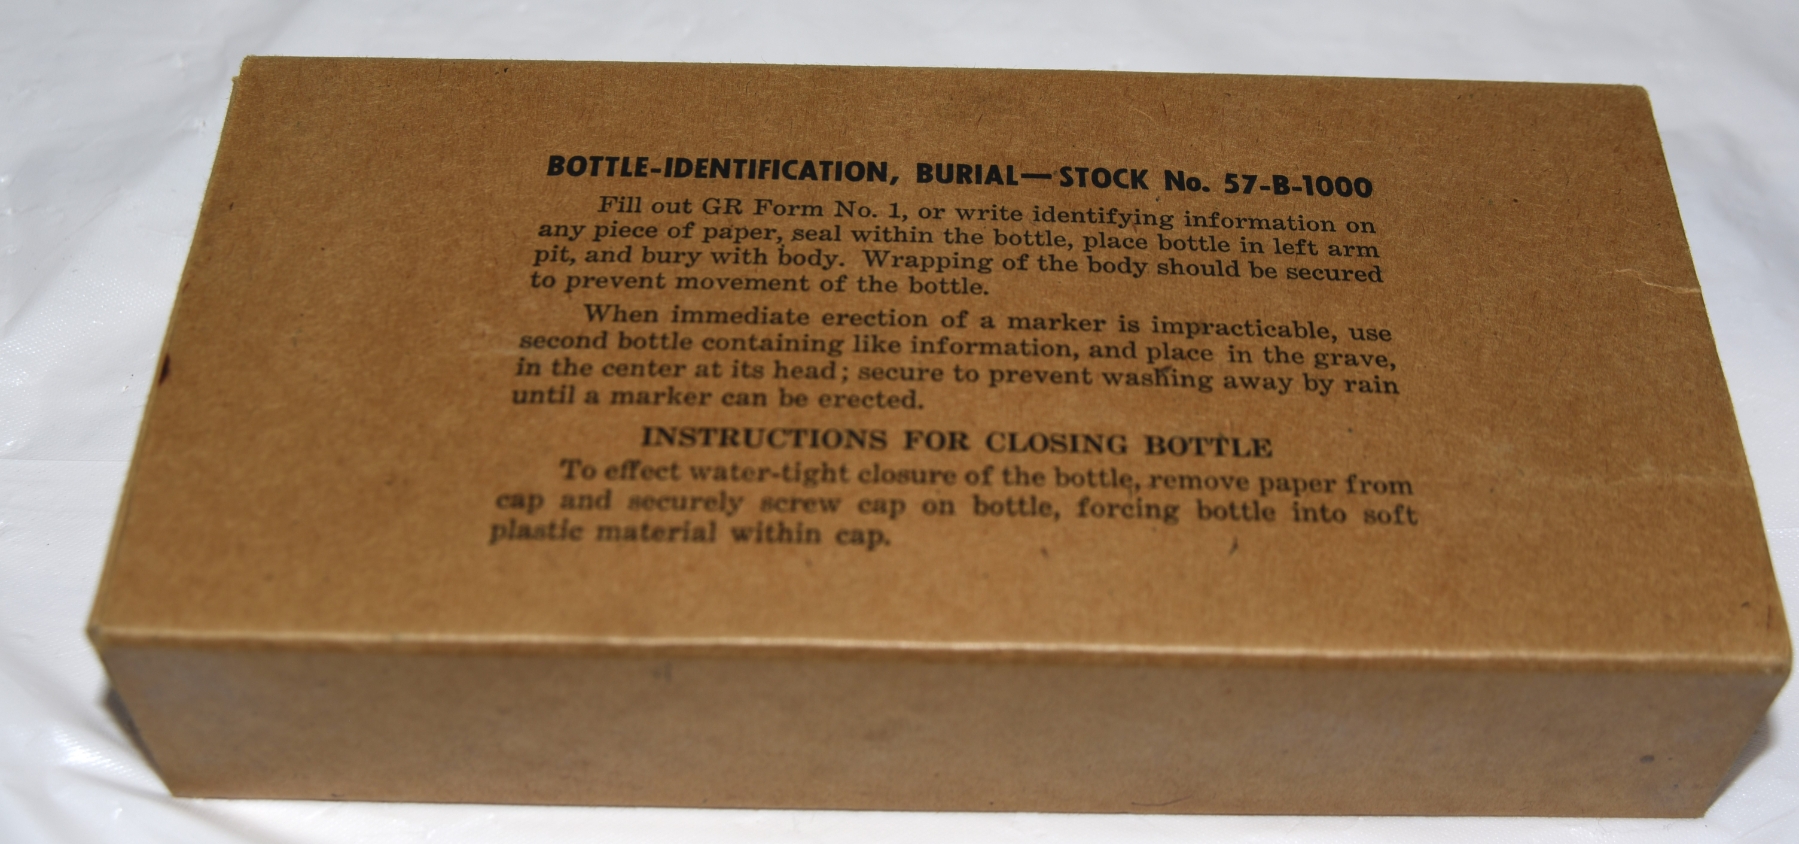 BOTTLE-IDENTIFICATION, BURIAL—STOCK No. 57-B-1000
Fill out GR Form No. 1, or write identifying information on
any piece of paper, seal within the bottle, place bottle in left arm
pit, and bury with body. Wrapping of the body should be secured
to prevent movement of the bottle.
When immediate erection of a marker is impracticable, use
second bottle containing like information, and place in the grave,
in the center at its head; secure to prevent washing away by rain
until a marker can be erected.
INSTRUCTIONS FOR CLOSING BOTTLE
To effect water-tight closure of the bottle, remove paper from
cap and securely screw cap on bottle, forcing bottle into soft
plastic material within cap.